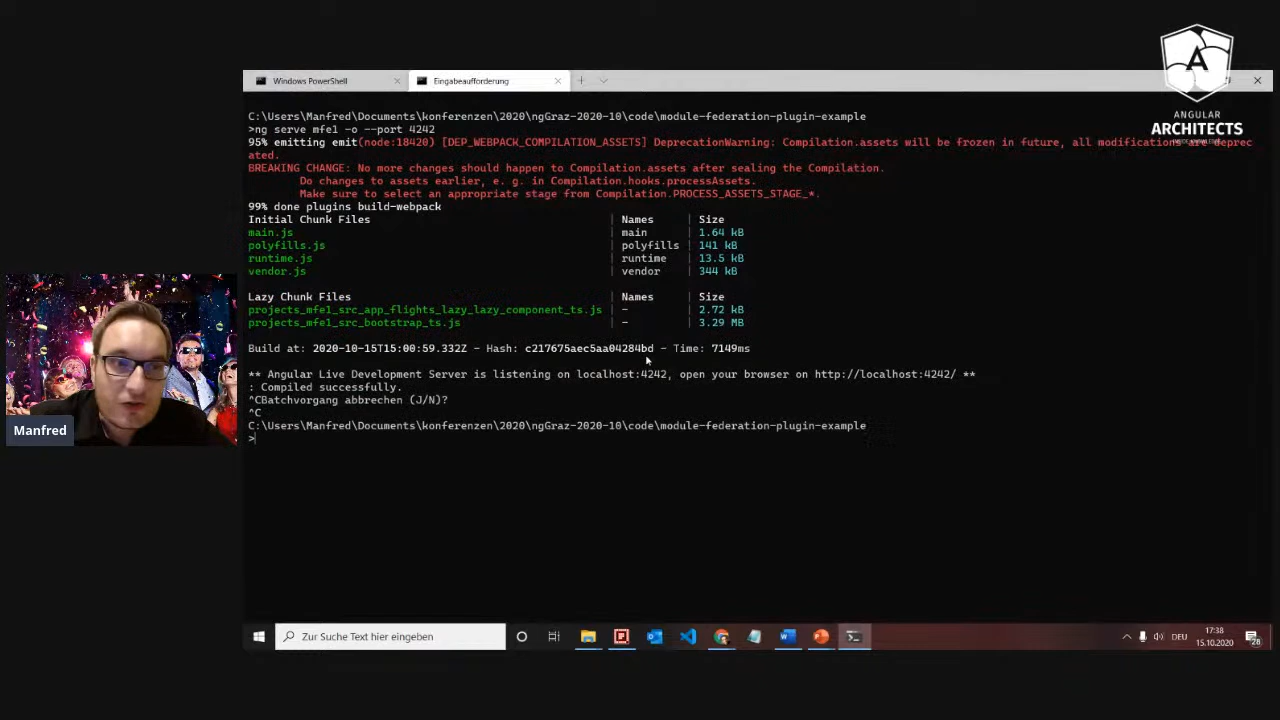 Windows PowerShell
Eingabeaufforderung
C:\Users\Manfred\Documents\konferenzen\2020\ngGraz-2020-10\code\module-federation-plugin-example
>ng serve mfe1 -o --port 4242
95% emitting emit(node:18420) [DEP_WEBPACK_COMPILATION_ASSETS] DeprecationWarning: Compilation.assets will be frozen in future, all modifications are deprec
ated.
BREAKING CHANGE: No more changes should happen to Compilation.assets after sealing the Compilation.
Do changes to assets earlier, e. g. in Compilation.hooks.processAssets.
Make sure to select an appropriate stage from Compilation.PROCESS_ASSETS_STAGE_*.
99% done plugins build-webpack
Initial Chunk Files | Names | Size
main.js | main | 1.64 kB
polyfills.js | polyfills | 141 kB
runtime.js | runtime | 13.5 kB
vendor.js | vendor | 344 kB
Lazy Chunk Files | Names | Size
projects_mfe1_src_app_flights_lazy_lazy_component_ts.js | - | 2.72 kB
projects_mfe1_src_bootstrap_ts.js | - | 3.29 MB
Build at: 2020-10-15T15:00:59.332Z - Hash: c217675aec5aa04284bd - Time: 7149ms
** Angular Live Development Server is listening on localhost:4242, open your browser on http://localhost:4242/ **
: Compiled successfully.
^CBatchvorgang abbrechen (J/N)?
^C
C:\Users\Manfred\Documents\konferenzen\2020\ngGraz-2020-10\code\module-federation-plugin-example
>
Manfred
A
ANGULAR
ARCHITECTS
Zur Suche Text hier eingeben
DEU
17:38
15.10.2020
28